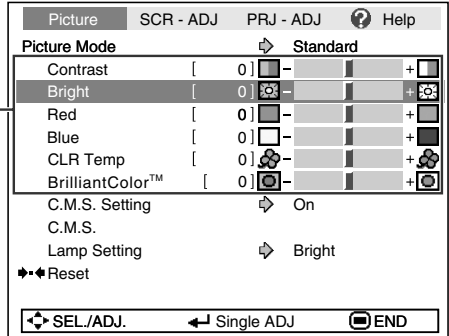 Picture SCR - ADJ PRJ - ADJ ? Help
Picture Mode Standard
Contrast [ 0 ] - +
Bright [ 0 ] - +
Red [ 0 ] - +
Blue [ 0 ] - +
CLR Temp [ 0 ] - +
BrilliantColor™ [ 0 ] - +
C.M.S. Setting On
C.M.S.
Lamp Setting Bright
Reset
SEL./ADJ. Single ADJ END